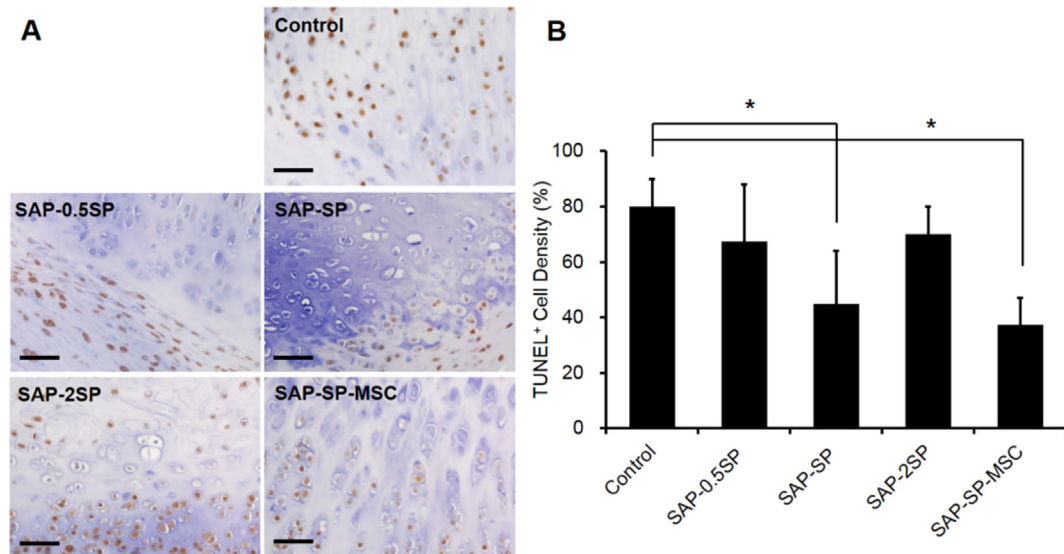 A
Control
SAP-0.5SP
SAP-SP
SAP-2SP
SAP-SP-MSC
B
*
*
TUNEL⁺ Cell Density (%)
100
80
60
40
20
0
Control
SAP-0.5SP
SAP-SP
SAP-2SP
SAP-SP-MSC